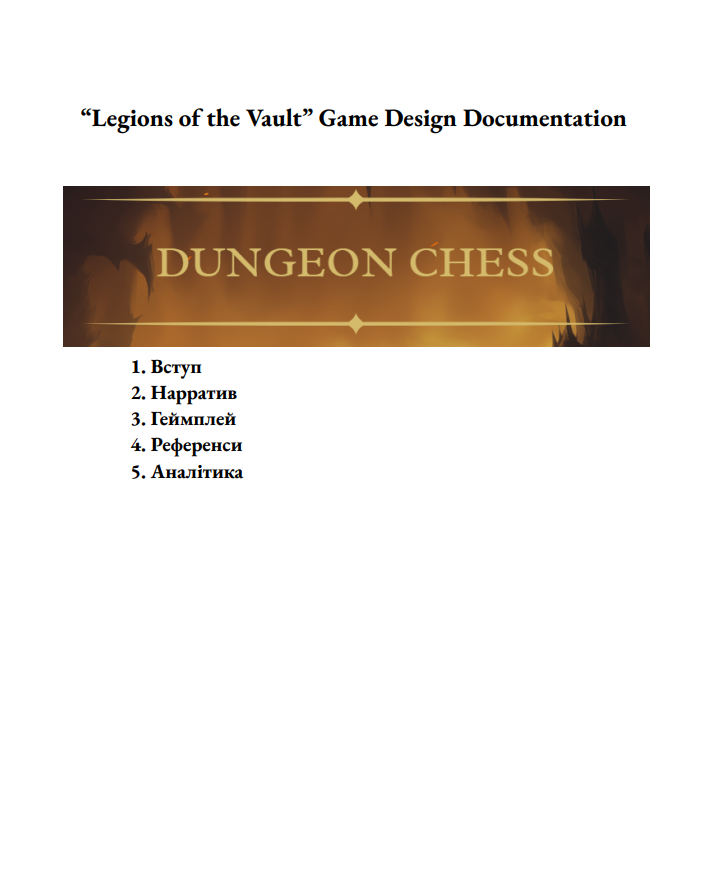 “Legions of the Vault” Game Design Documentation
DUNGEON CHESS
1. Вступ
2. Нарратив
3. Геймплей
4. Референси
5. Аналітика